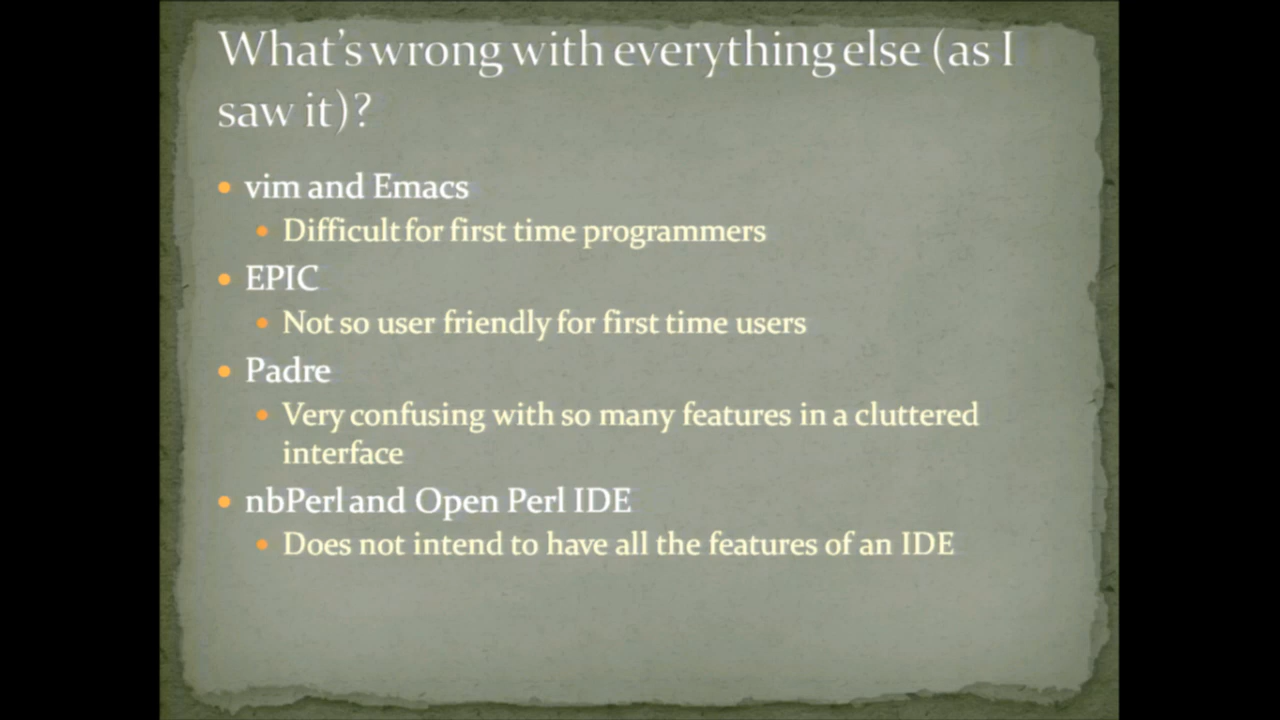 What's wrong with everything else (as I
saw it)?
vim and Emacs
Difficult for first time programmers
EPIC
Not so user friendly for first time users
Padre
Very confusing with so many features in a cluttered
interface
nbPerl and Open Perl IDE
Does not intend to have all the features of an IDE